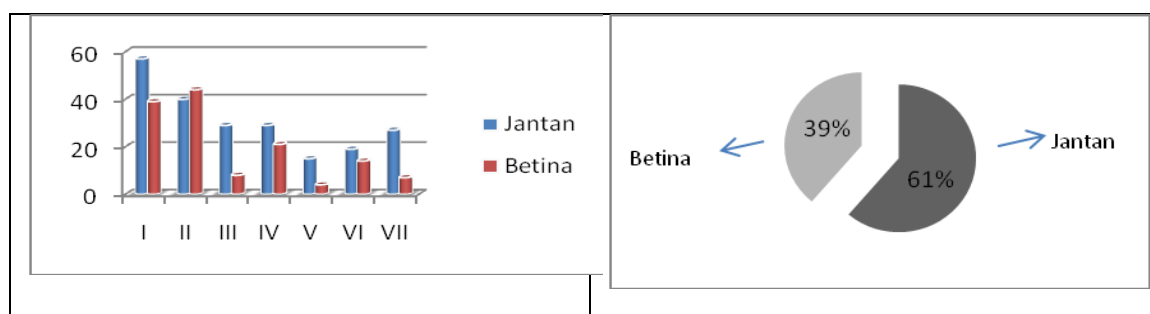 60
40
20
0
I II III IV V VI VII
Jantan
Betina
39%
61%
Betina
Jantan